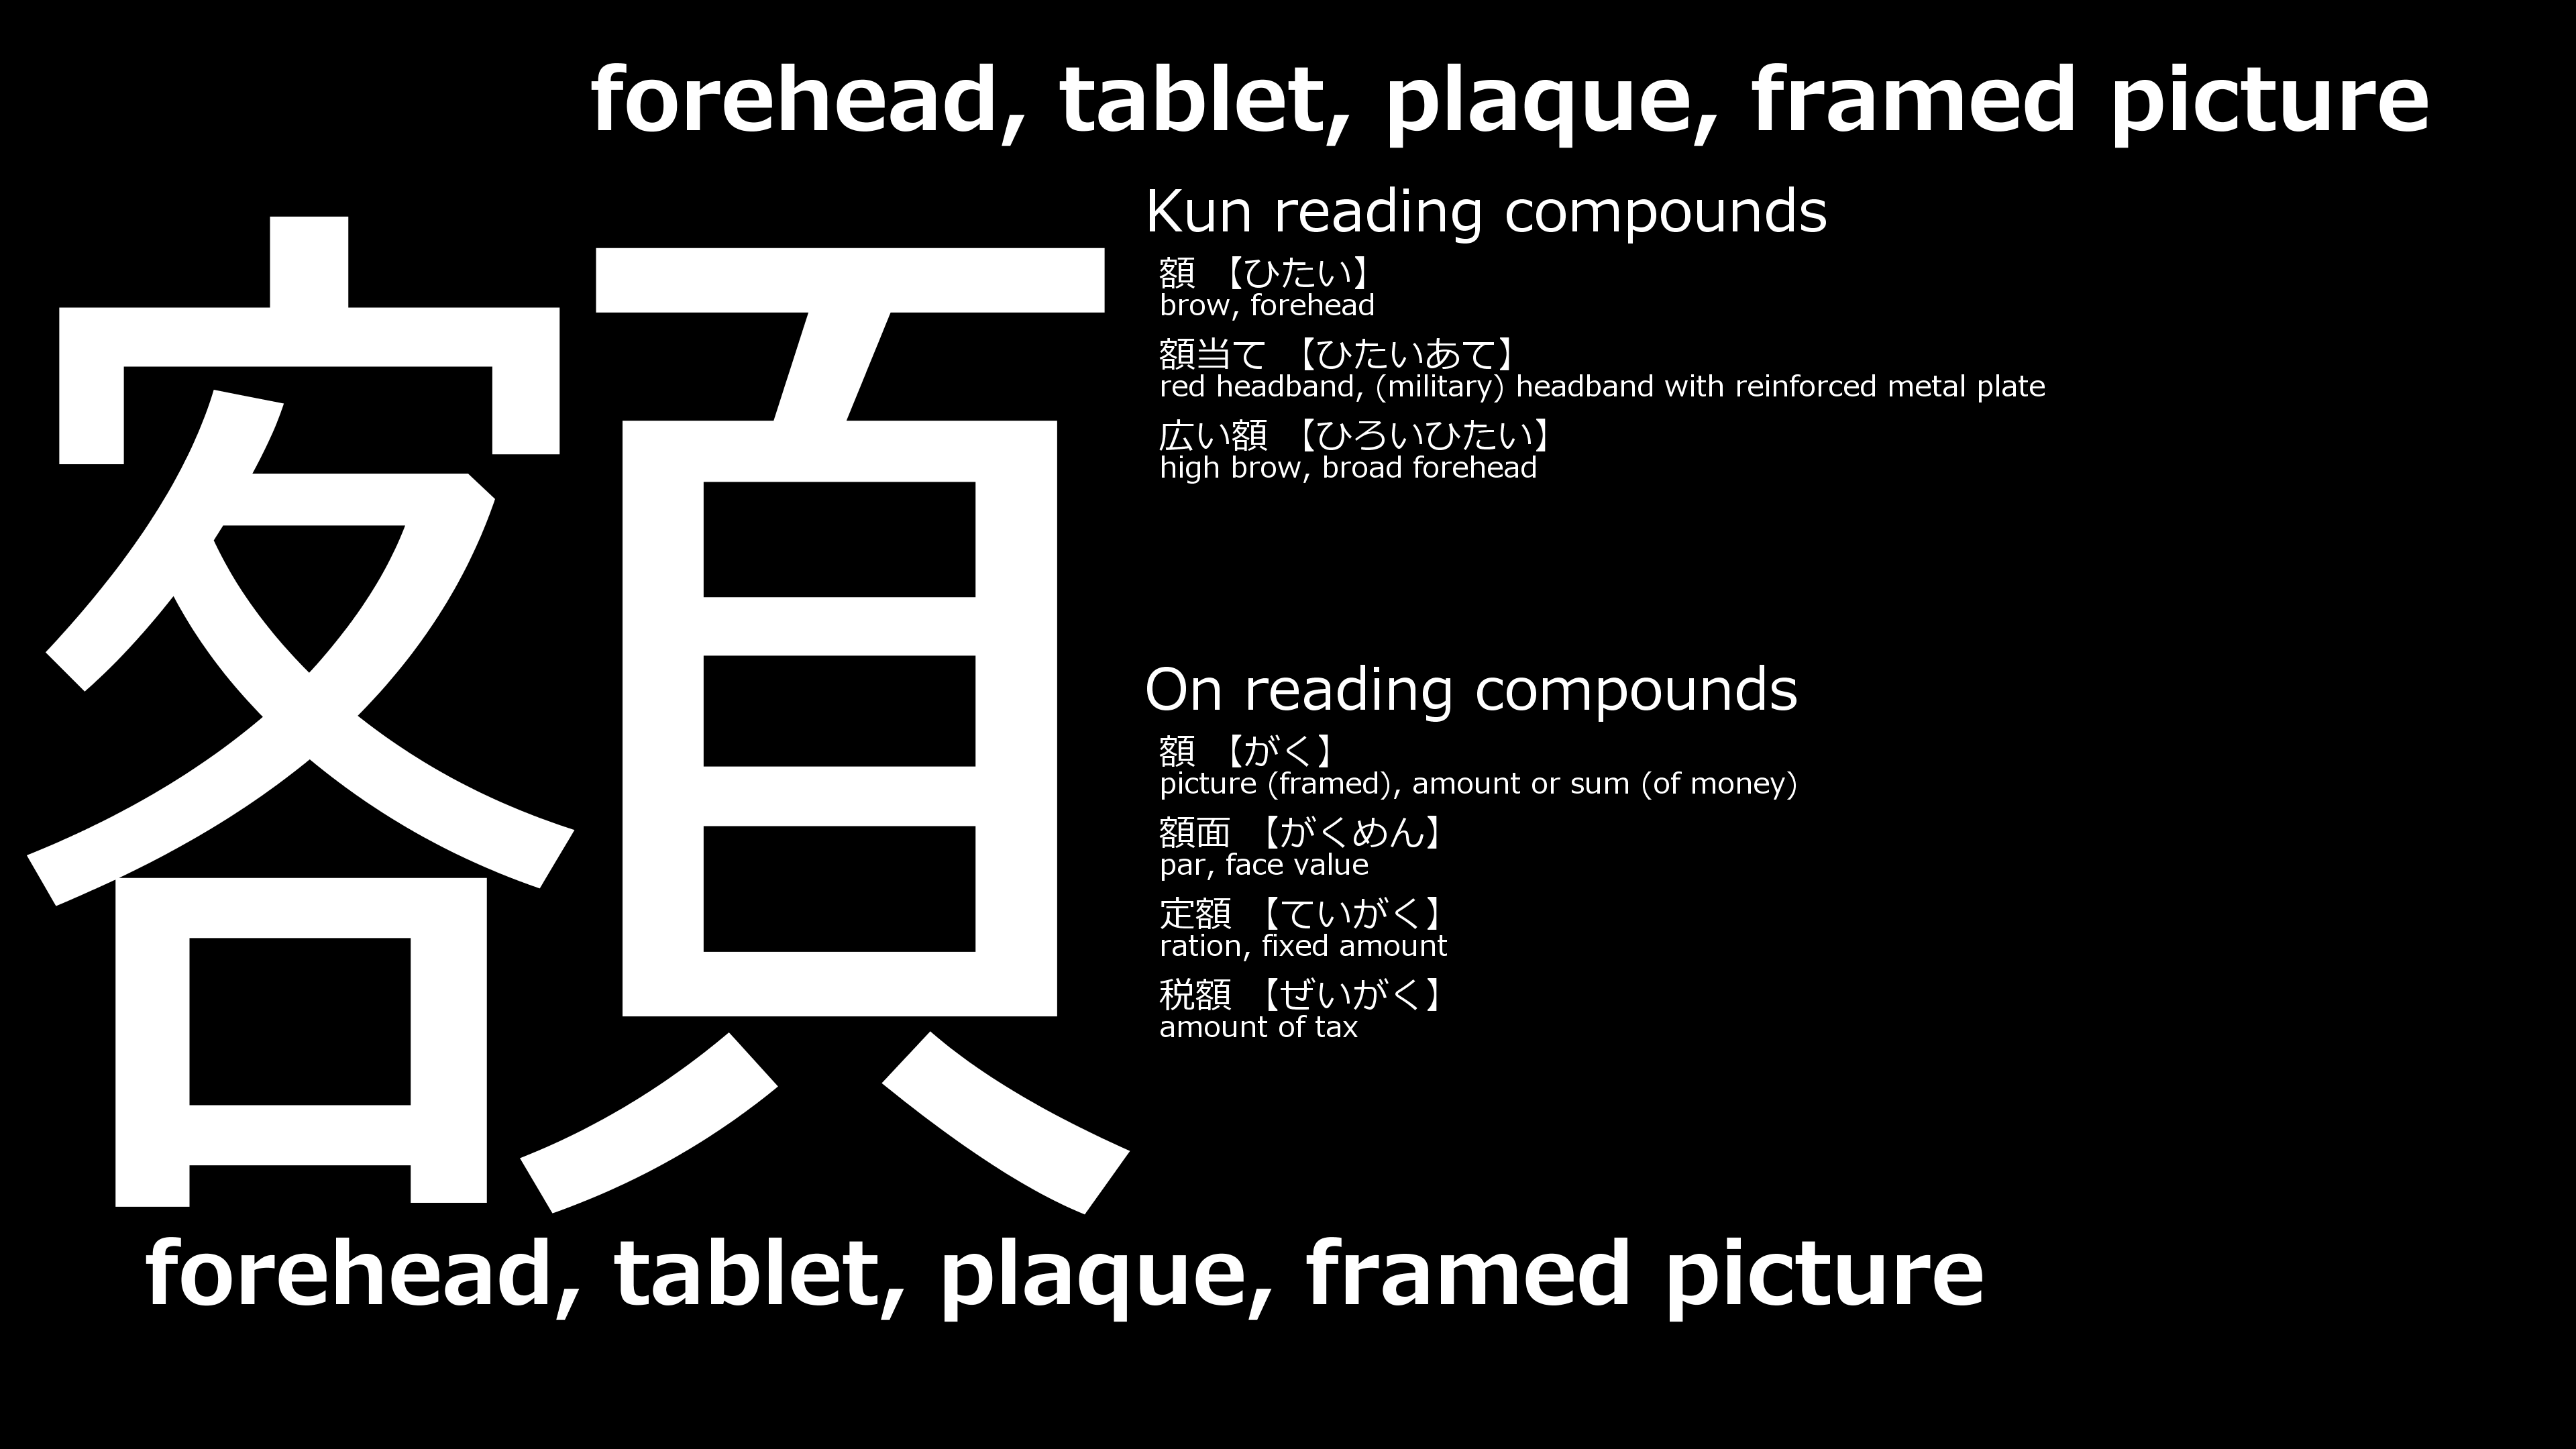 forehead, tablet, plaque, framed picture
額
Kun reading compounds
額 【ひたい】
brow, forehead
額当て 【ひたいあて】
red headband, (military) headband with reinforced metal plate
広い額 【ひろいひたい】
high brow, broad forehead
On reading compounds
額 【がく】
picture (framed), amount or sum (of money)
額面 【がくめん】
par, face value
定額 【ていがく】
ration, fixed amount
税額 【ぜいがく】
amount of tax
forehead, tablet, plaque, framed picture